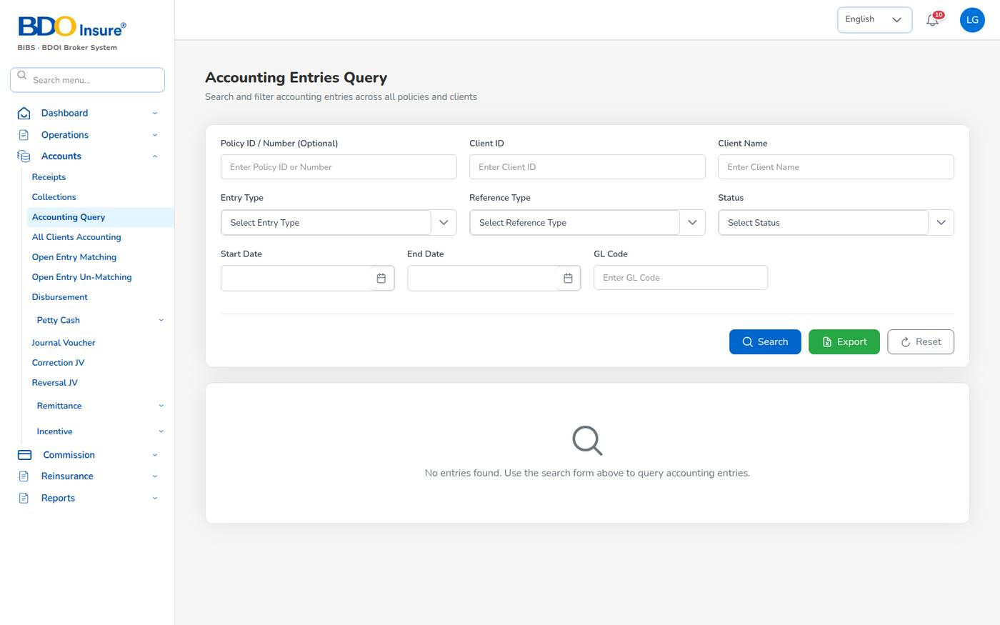 BDO Insure®
BIBS · BDOI Broker System
Search menu...
Dashboard
Operations
Accounts
Receipts
Collections
Accounting Query
All Clients Accounting
Open Entry Matching
Open Entry Un-Matching
Disbursement
Petty Cash
Journal Voucher
Correction JV
Reversal JV
Remittance
Incentive
Commission
Reinsurance
Reports
English
10
LG
Accounting Entries Query
Search and filter accounting entries across all policies and clients
Policy ID / Number (Optional)
Client ID
Client Name
Enter Policy ID or Number
Enter Client ID
Enter Client Name
Entry Type
Reference Type
Status
Select Entry Type
Select Reference Type
Select Status
Start Date
End Date
GL Code
Enter GL Code
Search
Export
Reset
No entries found. Use the search form above to query accounting entries.